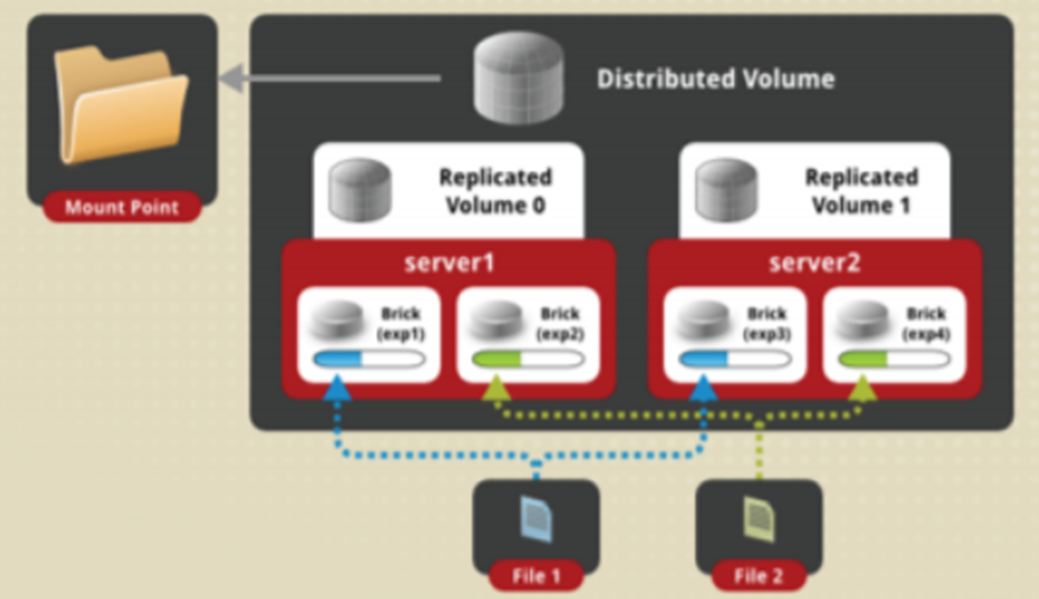 Distributed Volume
Mount Point
Replicated
Volume 0
Replicated
Volume 1
server1
server2
Brick
(exp1)
Brick
(exp2)
Brick
(exp3)
Brick
(exp4)
File 1
File 2